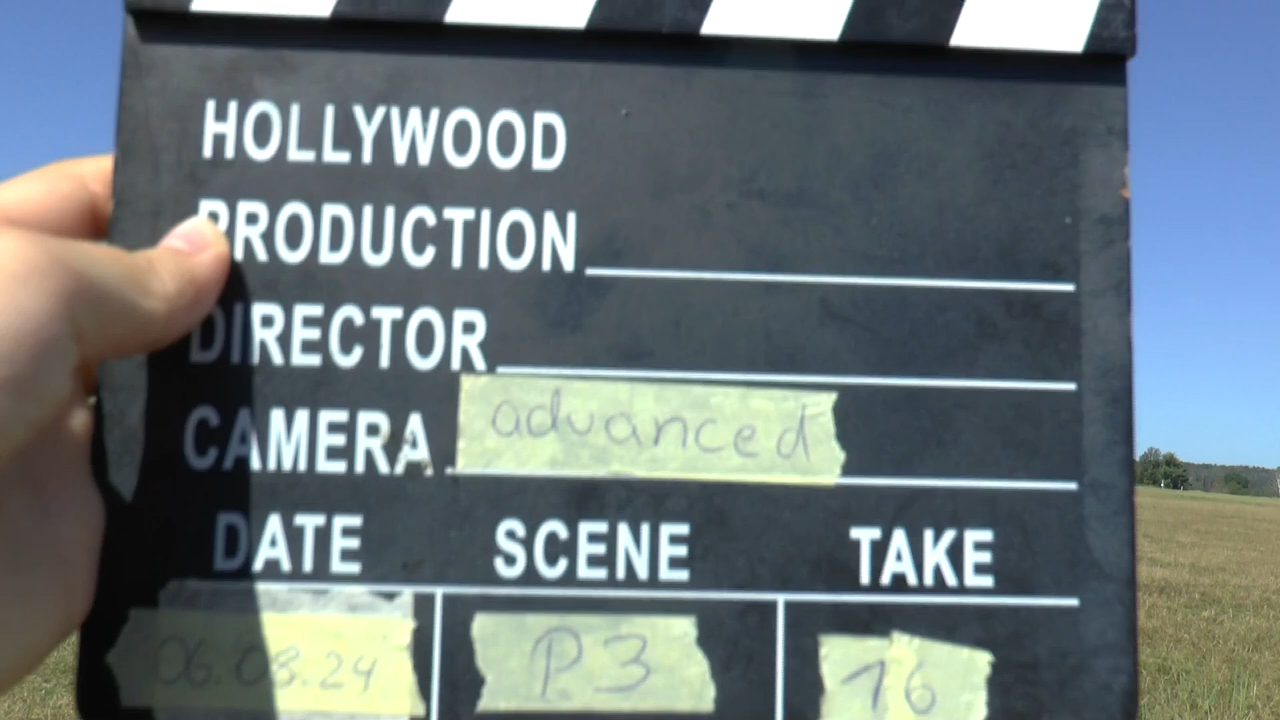 HOLLYWOOD
PRODUCTION
DIRECTOR
CAMERA advanced
DATE SCENE TAKE
06.08.24 P3 16